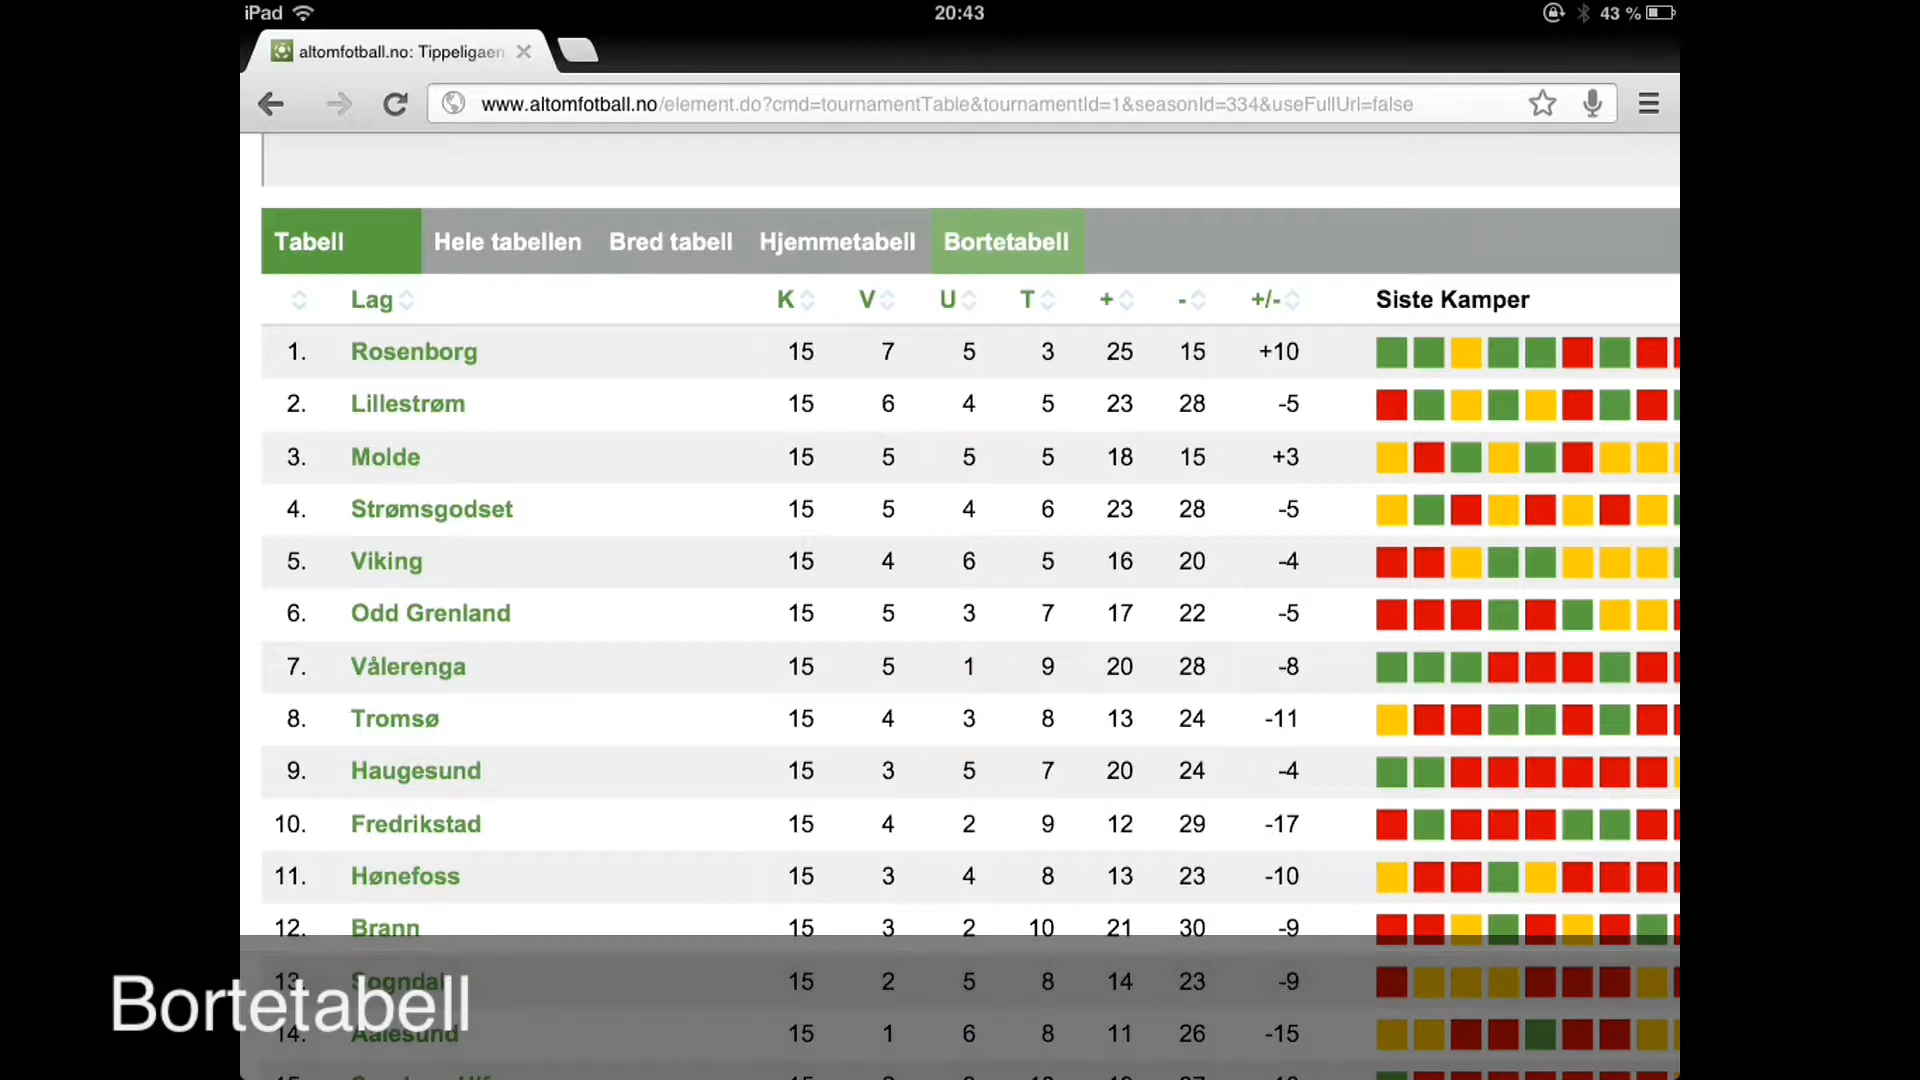 iPad 20:43 43 %
altomfotball.no: Tippeligaen
www.altomfotball.no/element.do?cmd=tournamentTable&tournamentId=1&seasonId=334&useFullUrl=false
Tabell Hele tabellen Bred tabell Hjemmetabell Bortetabell
Lag K V U T + - +/- Siste Kamper
1. Rosenborg 15 7 5 3 25 15 +10
2. Lillestrøm 15 6 4 5 23 28 -5
3. Molde 15 5 5 5 18 15 +3
4. Strømsgodset 15 5 4 6 23 28 -5
5. Viking 15 4 6 5 16 20 -4
6. Odd Grenland 15 5 3 7 17 22 -5
7. Vålerenga 15 5 1 9 20 28 -8
8. Tromsø 15 4 3 8 13 24 -11
9. Haugesund 15 3 5 7 20 24 -4
10. Fredrikstad 15 4 2 9 12 29 -17
11. Hønefoss 15 3 4 8 13 23 -10
12. Brann 15 3 2 10 21 30 -9
13. Sogndal 15 2 5 8 14 23 -9
14. Aalesund 15 1 6 8 11 26 -15
Bortetabell